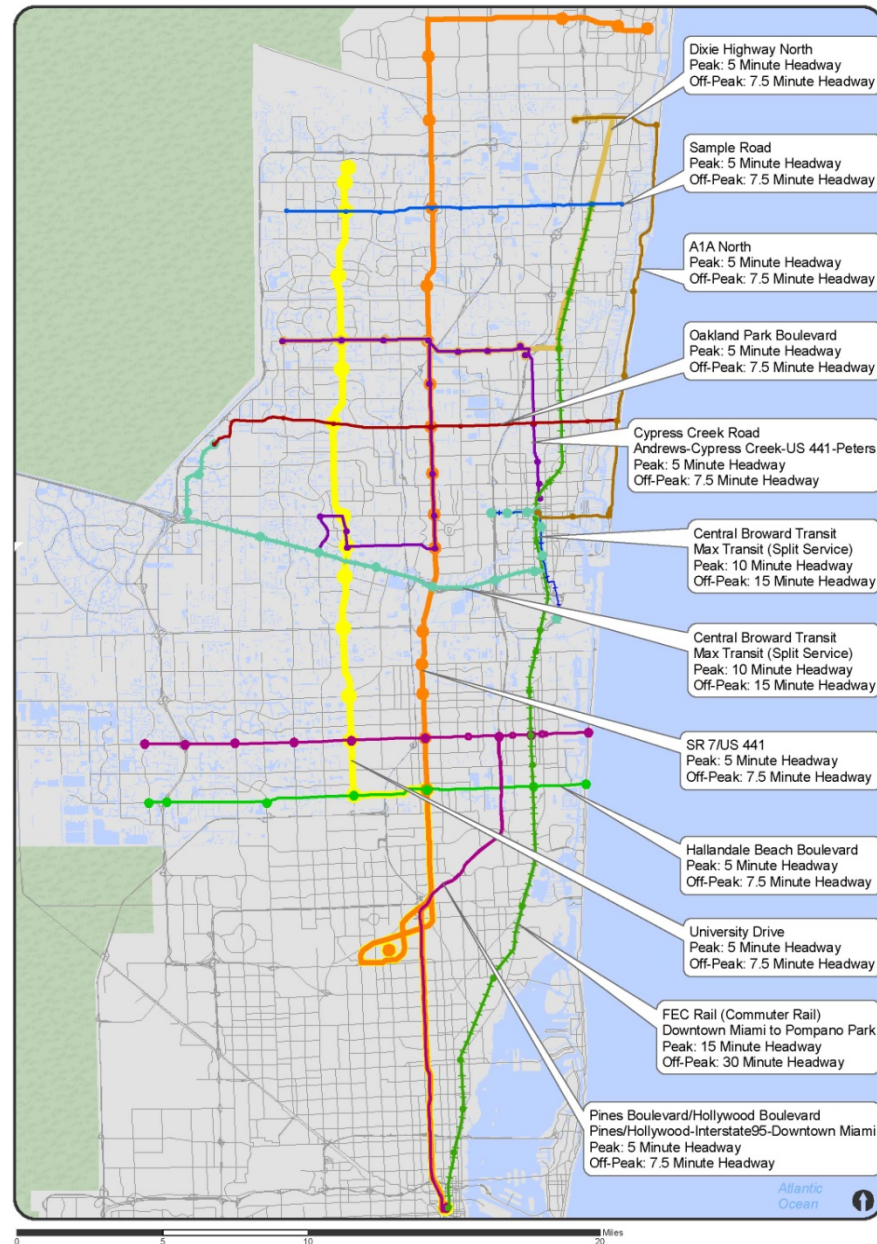 Dixie Highway North
Peak: 5 Minute Headway
Off-Peak: 7.5 Minute Headway
Sample Road
Peak: 5 Minute Headway
Off-Peak: 7.5 Minute Headway
A1A North
Peak: 5 Minute Headway
Off-Peak: 7.5 Minute Headway
Oakland Park Boulevard
Peak: 5 Minute Headway
Off-Peak: 7.5 Minute Headway
Cypress Creek Road
Andrews-Cypress Creek-US 441-Peters
Peak: 5 Minute Headway
Off-Peak: 7.5 Minute Headway
Central Broward Transit
Max Transit (Split Service)
Peak: 10 Minute Headway
Off-Peak: 15 Minute Headway
Central Broward Transit
Max Transit (Split Service)
Peak: 10 Minute Headway
Off-Peak: 15 Minute Headway
SR 7/US 441
Peak: 5 Minute Headway
Off-Peak: 7.5 Minute Headway
Hallandale Beach Boulevard
Peak: 5 Minute Headway
Off-Peak: 7.5 Minute Headway
University Drive
Peak: 5 Minute Headway
Off-Peak: 7.5 Minute Headway
FEC Rail (Commuter Rail)
Downtown Miami to Pompano Park
Peak: 15 Minute Headway
Off-Peak: 30 Minute Headway
Pines Boulevard/Hollywood Boulevard
Pines/Hollywood-Interstate95-Downtown Miami
Peak: 5 Minute Headway
Off-Peak: 7.5 Minute Headway
Atlantic
Ocean
Miles
0 5 10 20